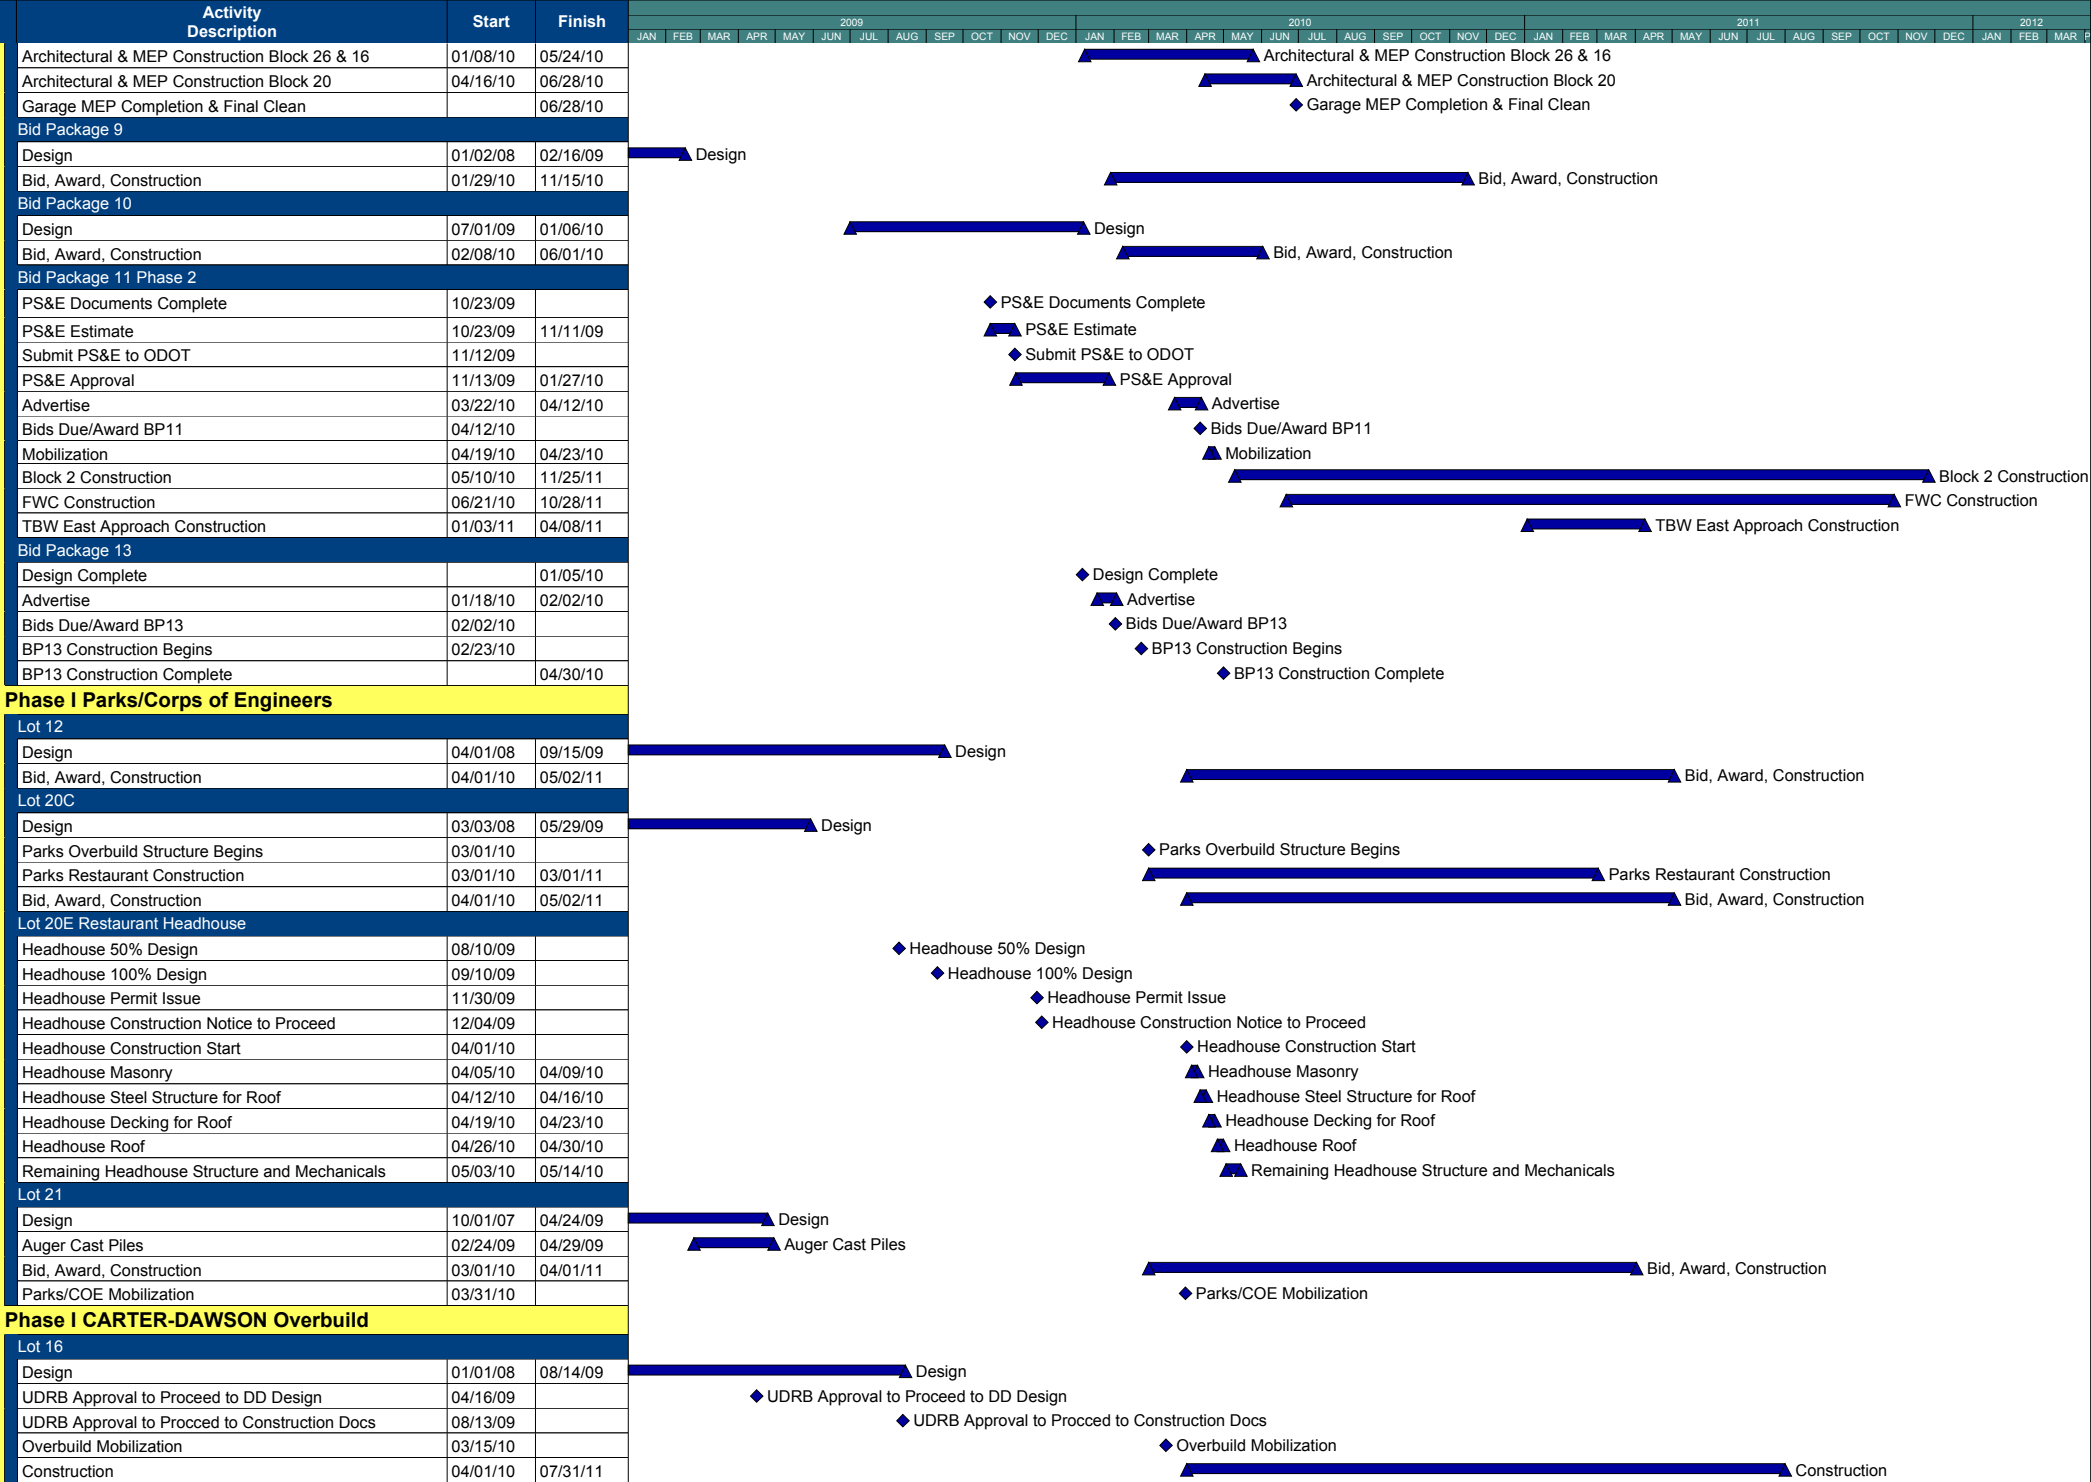 Activity Description Start Finish
2009 2010 2011 2012
JAN FEB MAR APR MAY JUN JUL AUG SEP OCT NOV DEC JAN FEB MAR APR MAY JUN JUL AUG SEP OCT NOV DEC JAN FEB MAR APR MAY JUN JUL AUG SEP OCT NOV DEC JAN FEB MAR
Architectural & MEP Construction Block 26 & 16 01/08/10 05/24/10 Architectural & MEP Construction Block 26 & 16
Architectural & MEP Construction Block 20 04/16/10 06/28/10 Architectural & MEP Construction Block 20
Garage MEP Completion & Final Clean 06/28/10 Garage MEP Completion & Final Clean
Bid Package 9
Design 01/02/08 02/16/09 Design
Bid, Award, Construction 01/29/10 11/15/10 Bid, Award, Construction
Bid Package 10
Design 07/01/09 01/06/10 Design
Bid, Award, Construction 02/08/10 06/01/10 Bid, Award, Construction
Bid Package 11 Phase 2
PS&E Documents Complete 10/23/09 PS&E Documents Complete
PS&E Estimate 10/23/09 11/11/09 PS&E Estimate
Submit PS&E to ODOT 11/12/09 Submit PS&E to ODOT
PS&E Approval 11/13/09 01/27/10 PS&E Approval
Advertise 03/22/10 04/12/10 Advertise
Bids Due/Award BP11 04/12/10 Bids Due/Award BP11
Mobilization 04/19/10 04/23/10 Mobilization
Block 2 Construction 05/10/10 11/25/11 Block 2 Construction
FWC Construction 06/21/10 10/28/11 FWC Construction
TBW East Approach Construction 01/03/11 04/08/11 TBW East Approach Construction
Bid Package 13
Design Complete 01/05/10 Design Complete
Advertise 01/18/10 02/02/10 Advertise
Bids Due/Award BP13 02/02/10 Bids Due/Award BP13
BP13 Construction Begins 02/23/10 BP13 Construction Begins
BP13 Construction Complete 04/30/10 BP13 Construction Complete
Phase I Parks/Corps of Engineers
Lot 12
Design 04/01/08 09/15/09 Design
Bid, Award, Construction 04/01/10 05/02/11 Bid, Award, Construction
Lot 20C
Design 03/03/08 05/29/09 Design
Parks Overbuild Structure Begins 03/01/10 Parks Overbuild Structure Begins
Parks Restaurant Construction 03/01/10 03/01/11 Parks Restaurant Construction
Bid, Award, Construction 04/01/10 05/02/11 Bid, Award, Construction
Lot 20E Restaurant Headhouse
Headhouse 50% Design 08/10/09 Headhouse 50% Design
Headhouse 100% Design 09/10/09 Headhouse 100% Design
Headhouse Permit Issue 11/30/09 Headhouse Permit Issue
Headhouse Construction Notice to Proceed 12/04/09 Headhouse Construction Notice to Proceed
Headhouse Construction Start 04/01/10 Headhouse Construction Start
Headhouse Masonry 04/05/10 04/09/10 Headhouse Masonry
Headhouse Steel Structure for Roof 04/12/10 04/16/10 Headhouse Steel Structure for Roof
Headhouse Decking for Roof 04/19/10 04/23/10 Headhouse Decking for Roof
Headhouse Roof 04/26/10 04/30/10 Headhouse Roof
Remaining Headhouse Structure and Mechanicals 05/03/10 05/14/10 Remaining Headhouse Structure and Mechanicals
Lot 21
Design 10/01/07 04/24/09 Design
Auger Cast Piles 02/24/09 04/29/09 Auger Cast Piles
Bid, Award, Construction 03/01/10 04/01/11 Bid, Award, Construction
Parks/COE Mobilization 03/31/10 Parks/COE Mobilization
Phase I CARTER-DAWSON Overbuild
Lot 16
Design 01/01/08 08/14/09 Design
UDRB Approval to Proceed to DD Design 04/16/09 UDRB Approval to Proceed to DD Design
UDRB Approval to Procced to Construction Docs 08/13/09 UDRB Approval to Procced to Construction Docs
Overbuild Mobilization 03/15/10 Overbuild Mobilization
Construction 04/01/10 07/31/11 Construction